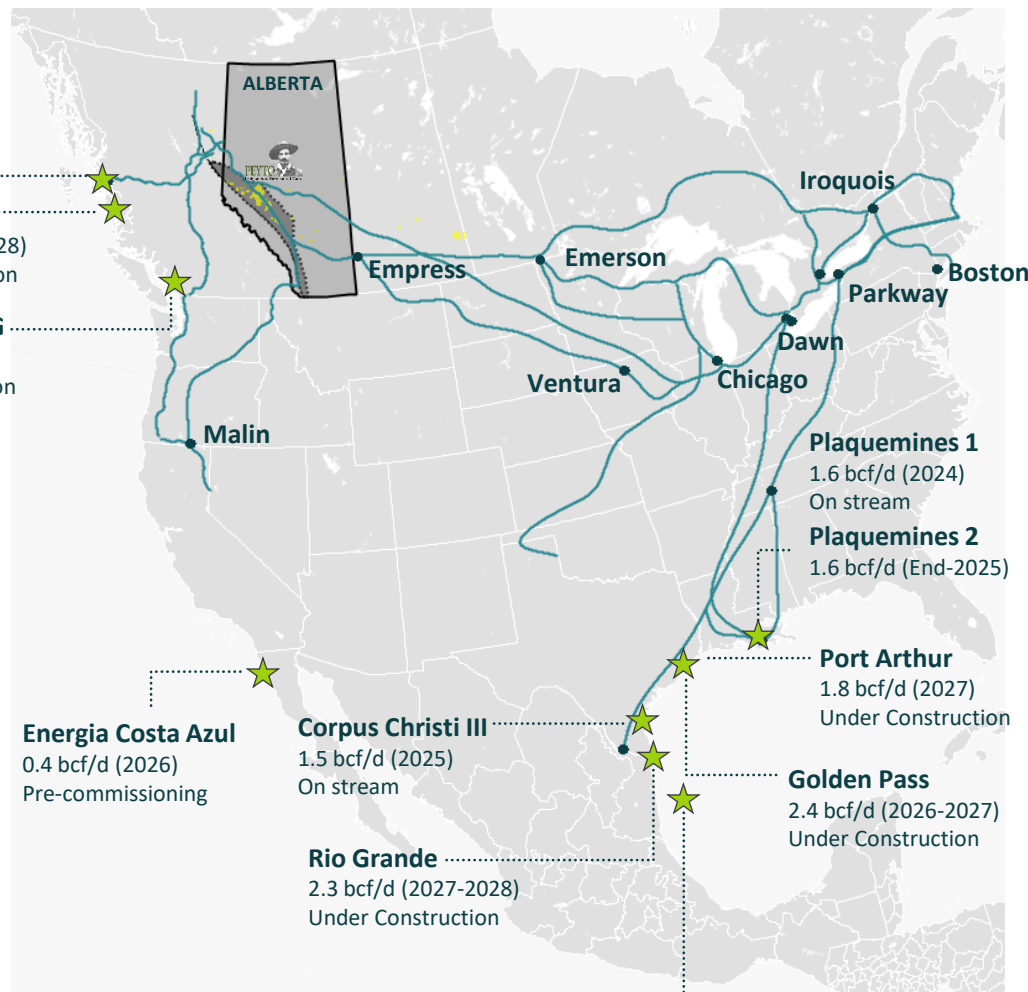 ALBERTA
PEYTO
Iroquois
28)
on
Empress
Emerson
Boston
Parkway
G
Dawn
on
Ventura
Chicago
Malin
Plaquemines 1
1.6 bcf/d (2024)
On stream
Plaquemines 2
1.6 bcf/d (End-2025)
Port Arthur
1.8 bcf/d (2027)
Under Construction
Energia Costa Azul
0.4 bcf/d (2026)
Pre-commissioning
Corpus Christi III
1.5 bcf/d (2025)
On stream
Golden Pass
2.4 bcf/d (2026-2027)
Under Construction
Rio Grande
2.3 bcf/d (2027-2028)
Under Construction